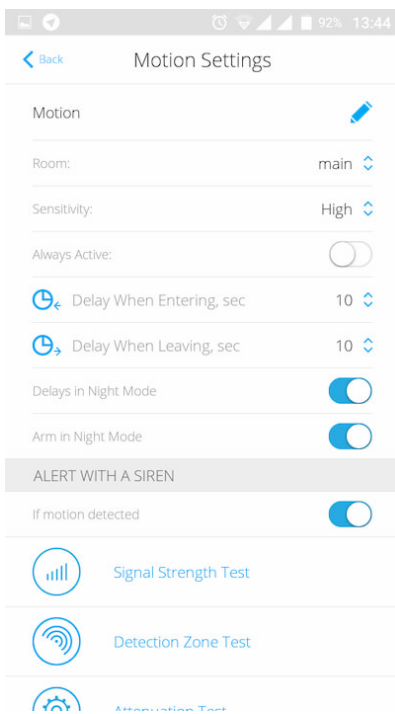 92% 13:44
Back Motion Settings
Motion
Room: main
Sensitivity: High
Always Active:
Delay When Entering, sec 10
Delay When Leaving, sec 10
Delays in Night Mode
Arm in Night Mode
ALERT WITH A SIREN
If motion detected
Signal Strength Test
Detection Zone Test
Attenuation Test